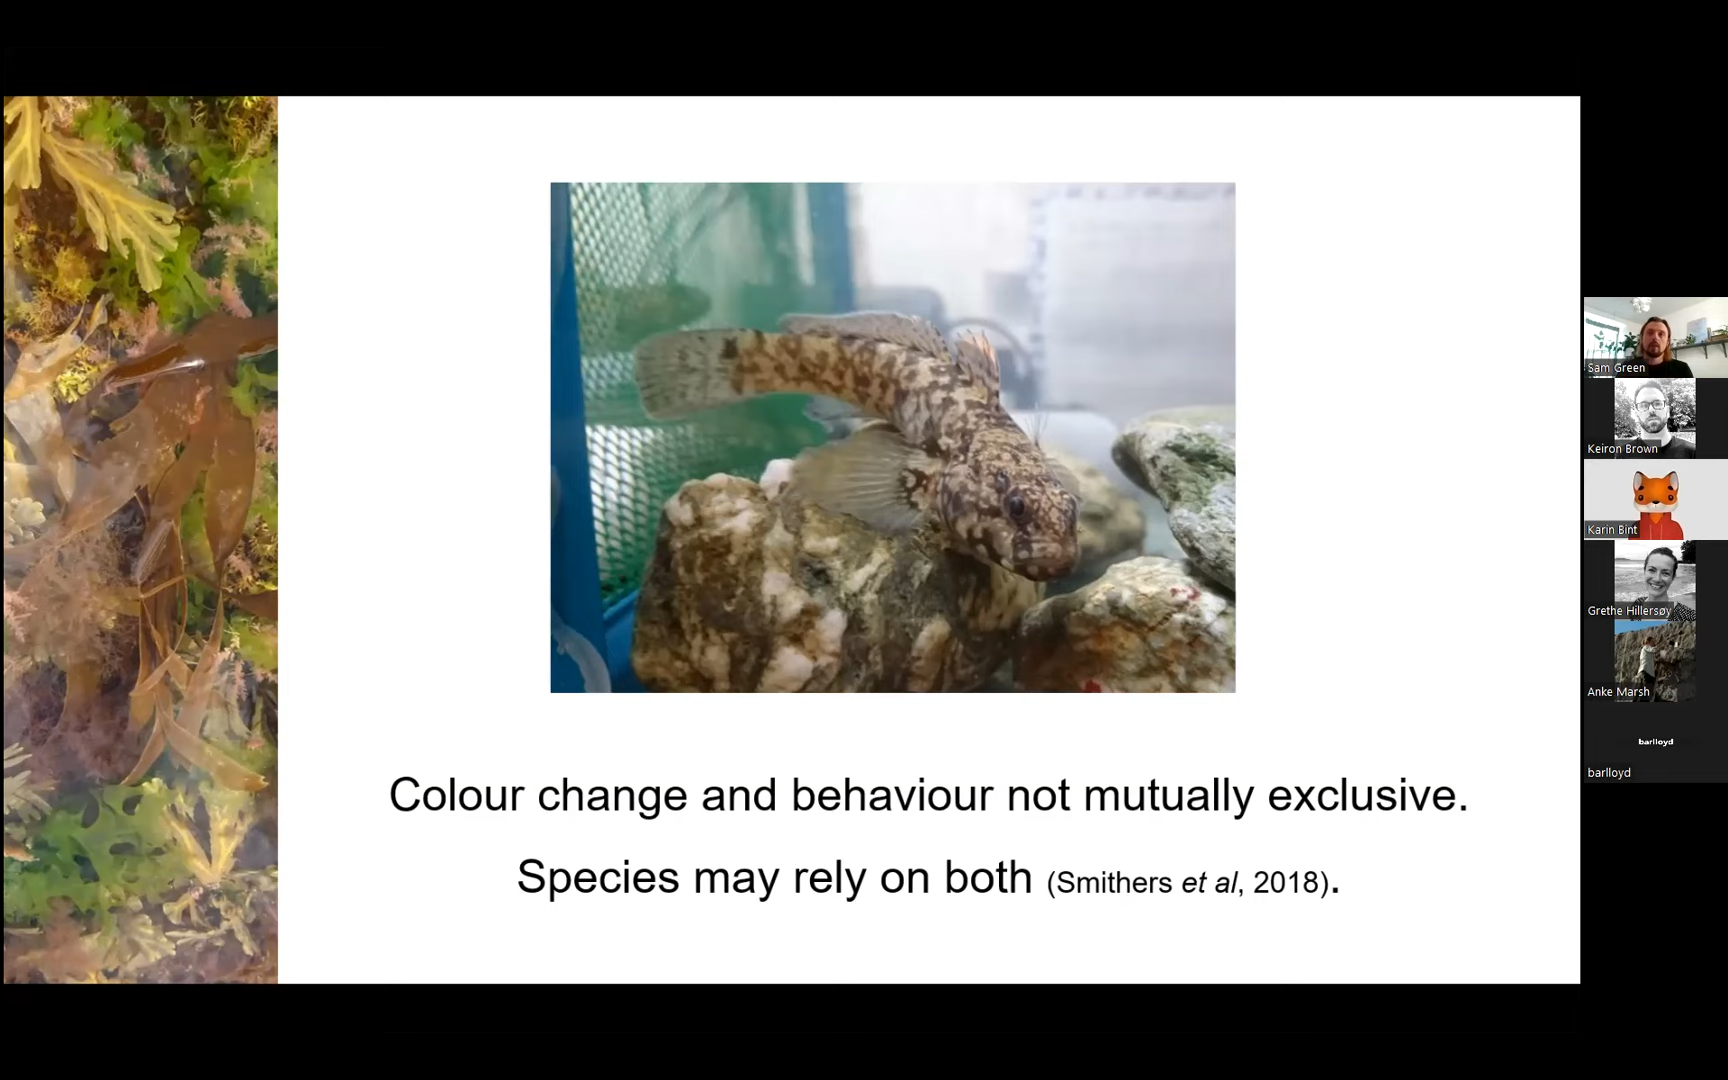 Colour change and behaviour not mutually exclusive.
Species may rely on both (Smithers et al, 2018).
Sam Green
Keiron Brown
Karin Bint
Grethe Hillersøy
Anke Marsh
barlloyd
barlloyd